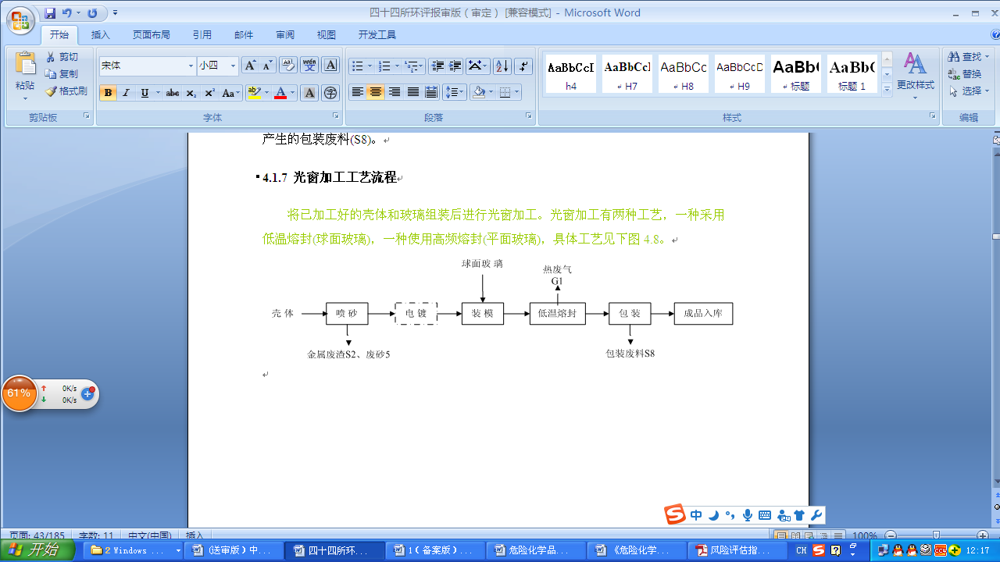 四十四所环评报审版（审定） [兼容模式] - Microsoft Word
开始 插入 页面布局 引用 邮件 审阅 视图 开发工具
粘贴 剪切 复制 格式刷
剪贴板
宋体 小四
B I U abc X₂ X² Aa
字体
段落
AaBbCcI AaBbCcI AaBbCc AaBbCcD AaBb( AaBb(
h4 H7 H8 H9 标题 标题 1
更改样式
样式
查找 替换 选择
编辑
产生的包装废料(S8)。
4.1.7 光窗加工工艺流程
将已加工好的壳体和玻璃组装后进行光窗加工。光窗加工有两种工艺，一种采用
低温熔封(球面玻璃)，一种使用高频熔封(平面玻璃)，具体工艺见下图 4.8。
球面玻 璃
热废气
G1
壳 体 喷 砂 电 镀 装 模 低温熔封 包 装 成品入库
金属废渣S2、废砂5
包装废料S8
61% 0K/s
0K/s
中
页面: 43/185 字数: 11 中文(中国) 插入 100%
开始 2 Windows ... (送审版) 中... 四十四所环... 1（备案版）... 危险化学品... 《危险化学... 风险评估指... CH 12:17